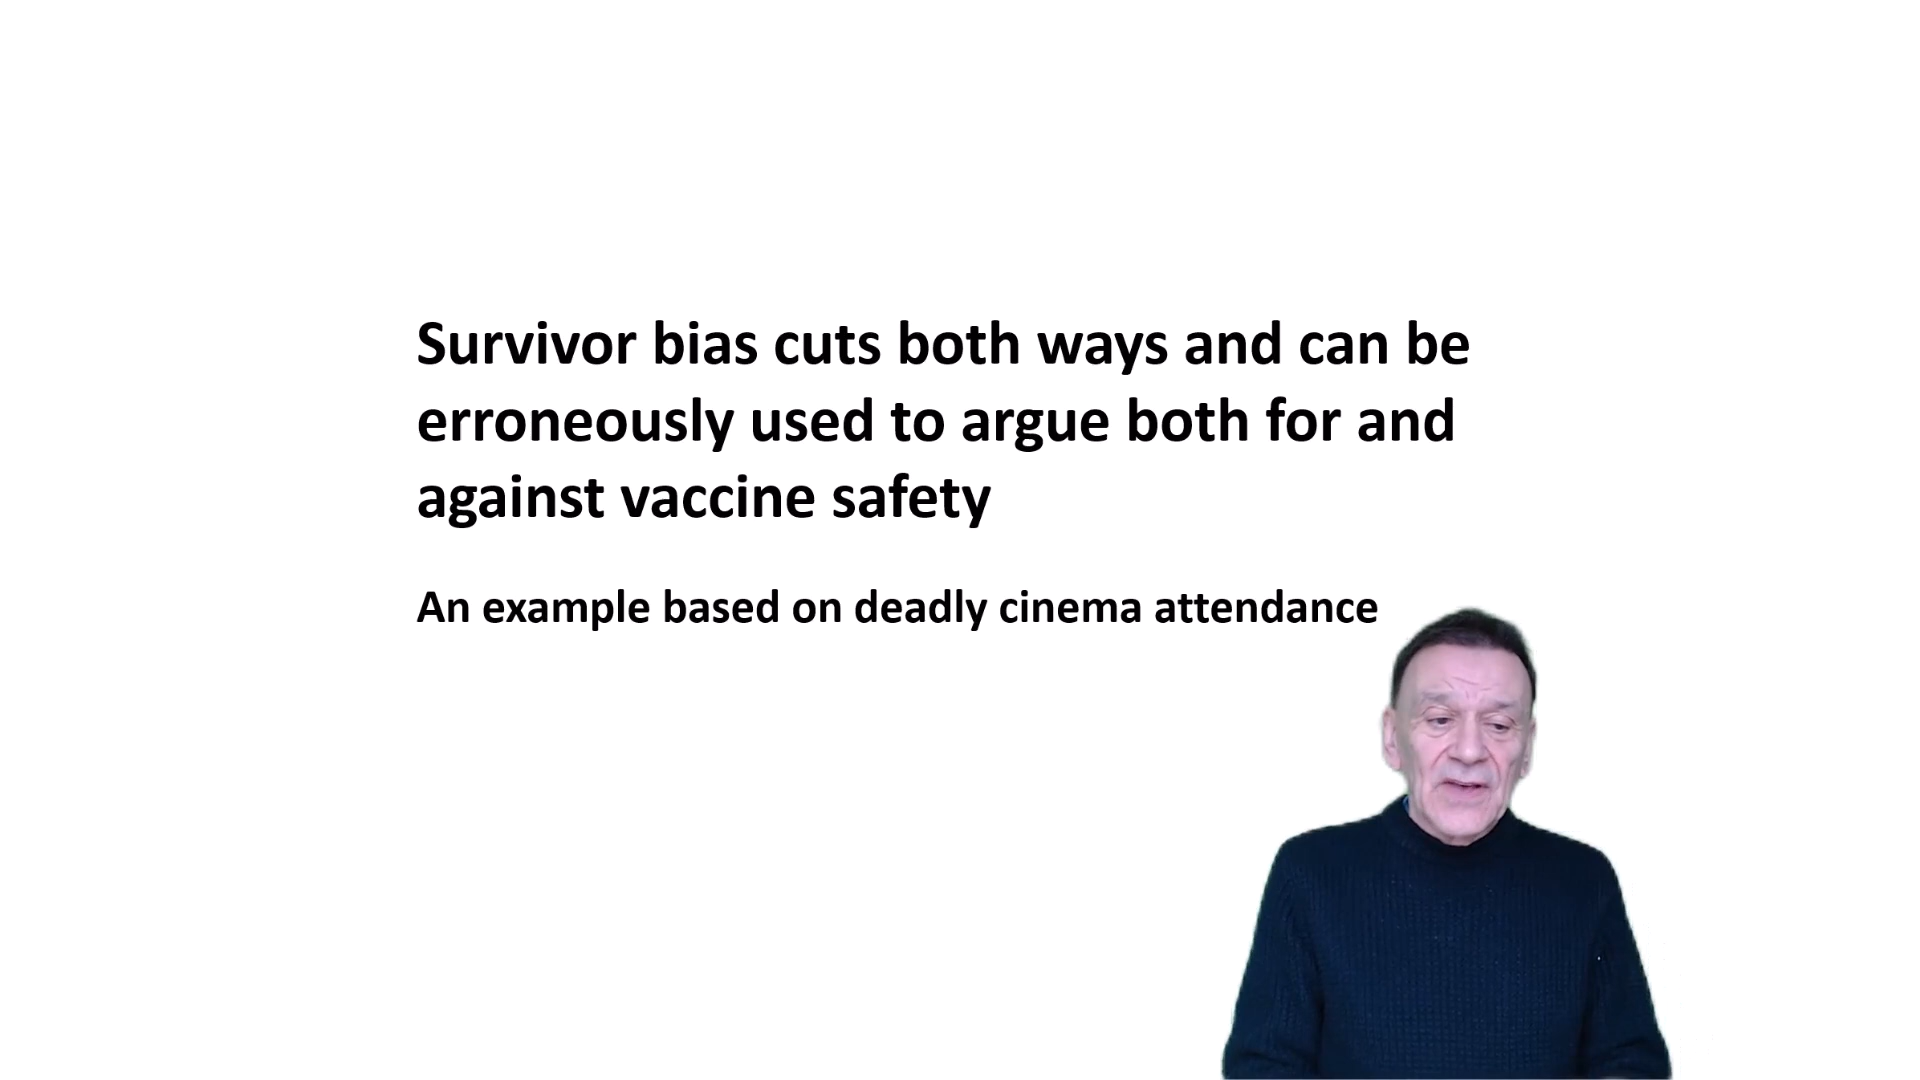 Survivor bias cuts both ways and can be
erroneously used to argue both for and
against vaccine safety
An example based on deadly cinema attendance